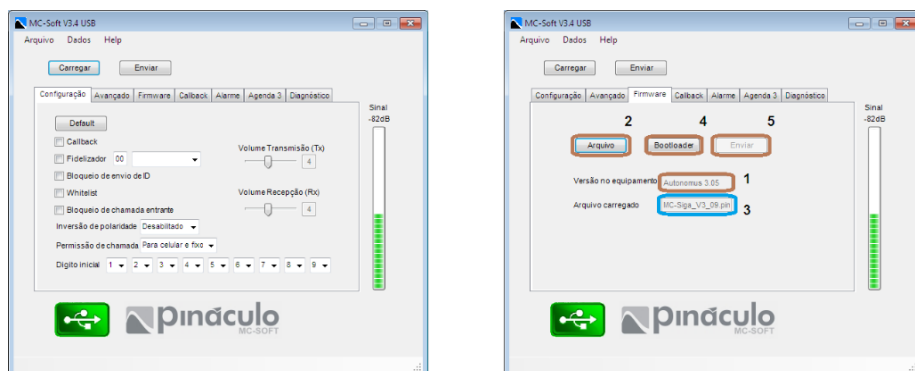 MC-Soft V3.4 USB
Arquivo Dados Help
Carregar Enviar
Configuração Avançado Firmware Callback Alarme Agenda 3 Diagnóstico
Sinal
-82dB
Default
Callback
Fidelizador 00
Bloqueio de envio de ID
Whitelist
Bloqueio de chamada entrante
Volume Transmissão (Tx)
4
Volume Recepção (Rx)
4
Inversão de polaridade Desabilitado
Permissão de chamada Para celular e fixo
Digito inicial 1 2 3 4 5 6 7 8 9
pináculo
MC-SOFT
MC-Soft V3.4 USB
Arquivo Dados Help
Carregar Enviar
Configuração Avançado Firmware Callback Alarme Agenda 3 Diagnóstico
Sinal
-82dB
2 4 5
Arquivo Bootloader Enviar
Versão no equipamento Autonomus 3.05 1
Arquivo carregado MC-Siga_V3_09.pin 3
pináculo
MC-SOFT